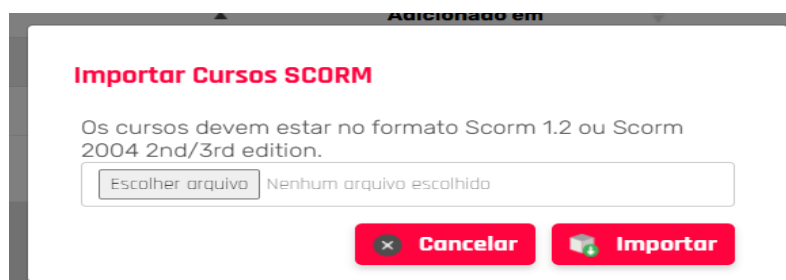 Adicionado em
Importar Cursos SCORM
Os cursos devem estar no formato Scorm 1.2 ou Scorm
2004 2nd/3rd edition.
Escolher arquivo Nenhum arquivo escolhido
Cancelar Importar